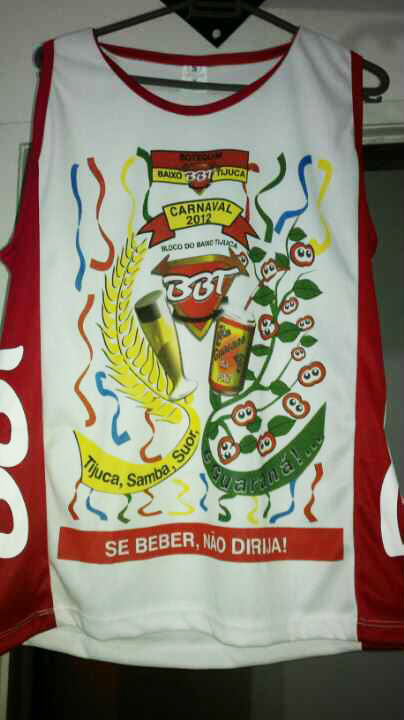 BOTEQUIM
BAIXO BBT TIJUCA
CARNAVAL
2012
BLOCO DO BAIXO TIJUCA
BBT
Tijuca, Samba, Suor,
e Guaraná!...
SE BEBER, NÃO DIRIJA!